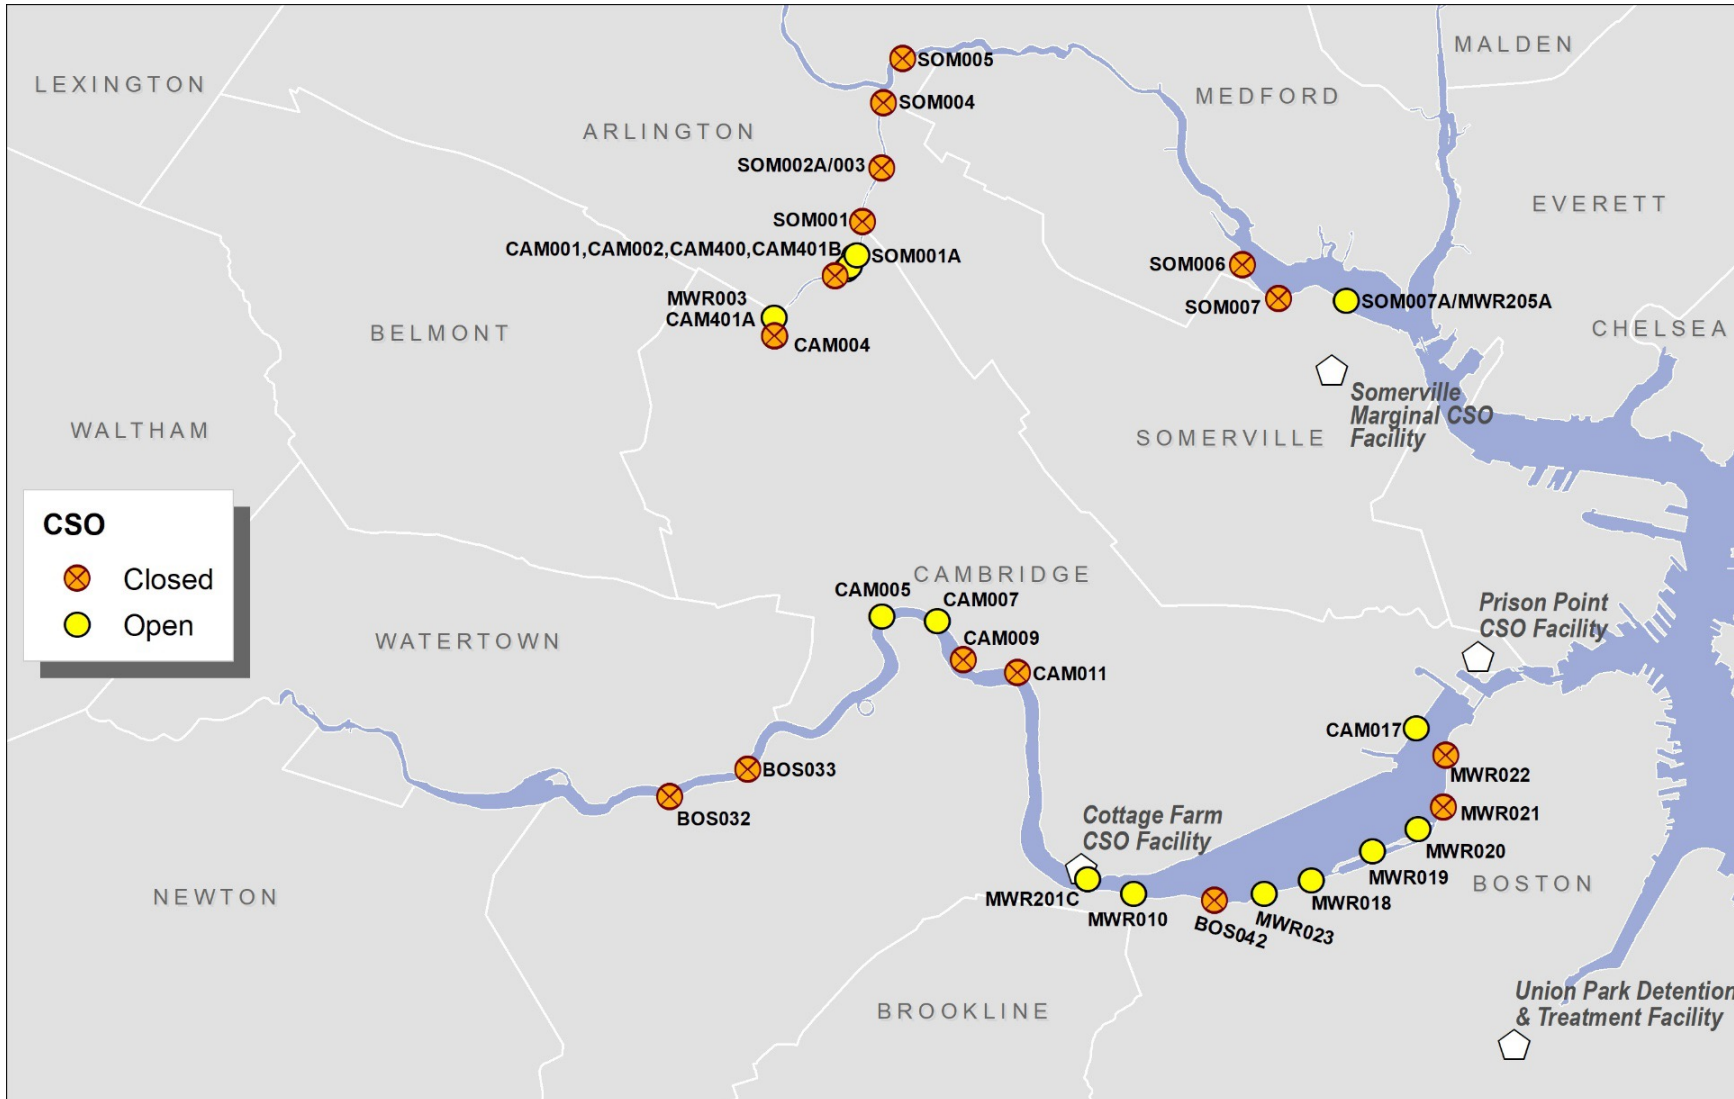 MALDEN
LEXINGTON
SOM005
MEDFORD
SOM004
ARLINGTON
SOM002A/003
EVERETT
SOM001
CAM001,CAM002,CAM400,CAM401B
SOM001A
SOM006
MWR003
CAM401A
SOM007
SOM007A/MWR205A
BELMONT
CAM004
CHELSEA
Somerville
Marginal CSO
Facility
WALTHAM
SOMERVILLE
CSO
Closed
Open
CAMBRIDGE
CAM005
CAM007
Prison Point
CSO Facility
WATERTOWN
CAM009
CAM011
CAM017
BOS033
MWR022
BOS032
Cottage Farm
CSO Facility
MWR021
MWR020
MWR019
BOSTON
NEWTON
MWR201C
MWR018
MWR010
BOS042
MWR023
Union Park Detention
& Treatment Facility
BROOKLINE